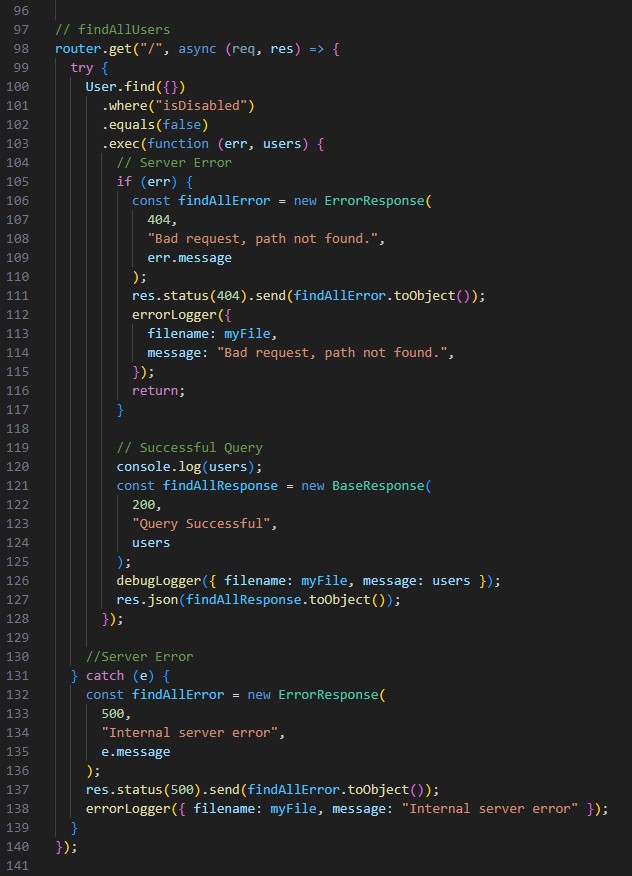 96
97 // findAllUsers
98 router.get("/", async (req, res) => {
99 try {
100 User.find({})
101 .where("isDisabled")
102 .equals(false)
103 .exec(function (err, users) {
104 // Server Error
105 if (err) {
106 const findAllError = new ErrorResponse(
107 404,
108 "Bad request, path not found.",
109 err.message
110 );
111 res.status(404).send(findAllError.toObject());
112 errorLogger({
113 filename: myFile,
114 message: "Bad request, path not found.",
115 });
116 return;
117 }
118
119 // Successful Query
120 console.log(users);
121 const findAllResponse = new BaseResponse(
122 200,
123 "Query Successful",
124 users
125 );
126 debugLogger({ filename: myFile, message: users });
127 res.json(findAllResponse.toObject());
128 });
129
130 //Server Error
131 } catch (e) {
132 const findAllError = new ErrorResponse(
133 500,
134 "Internal server error",
135 e.message
136 );
137 res.status(500).send(findAllError.toObject());
138 errorLogger({ filename: myFile, message: "Internal server error" });
139 }
140 });
141